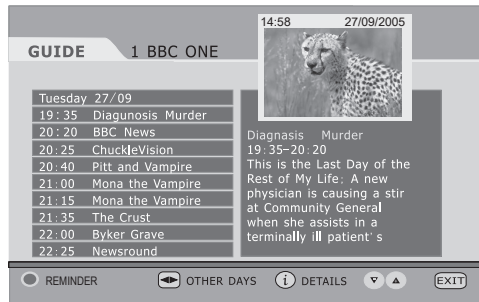 14:58 27/09/2005
GUIDE 1 BBC ONE
Tuesday 27/09
19:35 Diagunosis Murder
20:20 BBC News
20:25 ChuckleVision
20:40 Pitt and Vampire
21:00 Mona the Vampire
21:15 Mona the Vampire
21:35 The Crust
22:00 Byker Grave
22:25 Newsround
Diagnasis Murder
19:35-20:20
This is the Last Day of the
Rest of My Life: A new
physician is causing a stir
at Community General
when she assists in a
terminally ill patient's
REMINDER OTHER DAYS i DETAILS EXIT